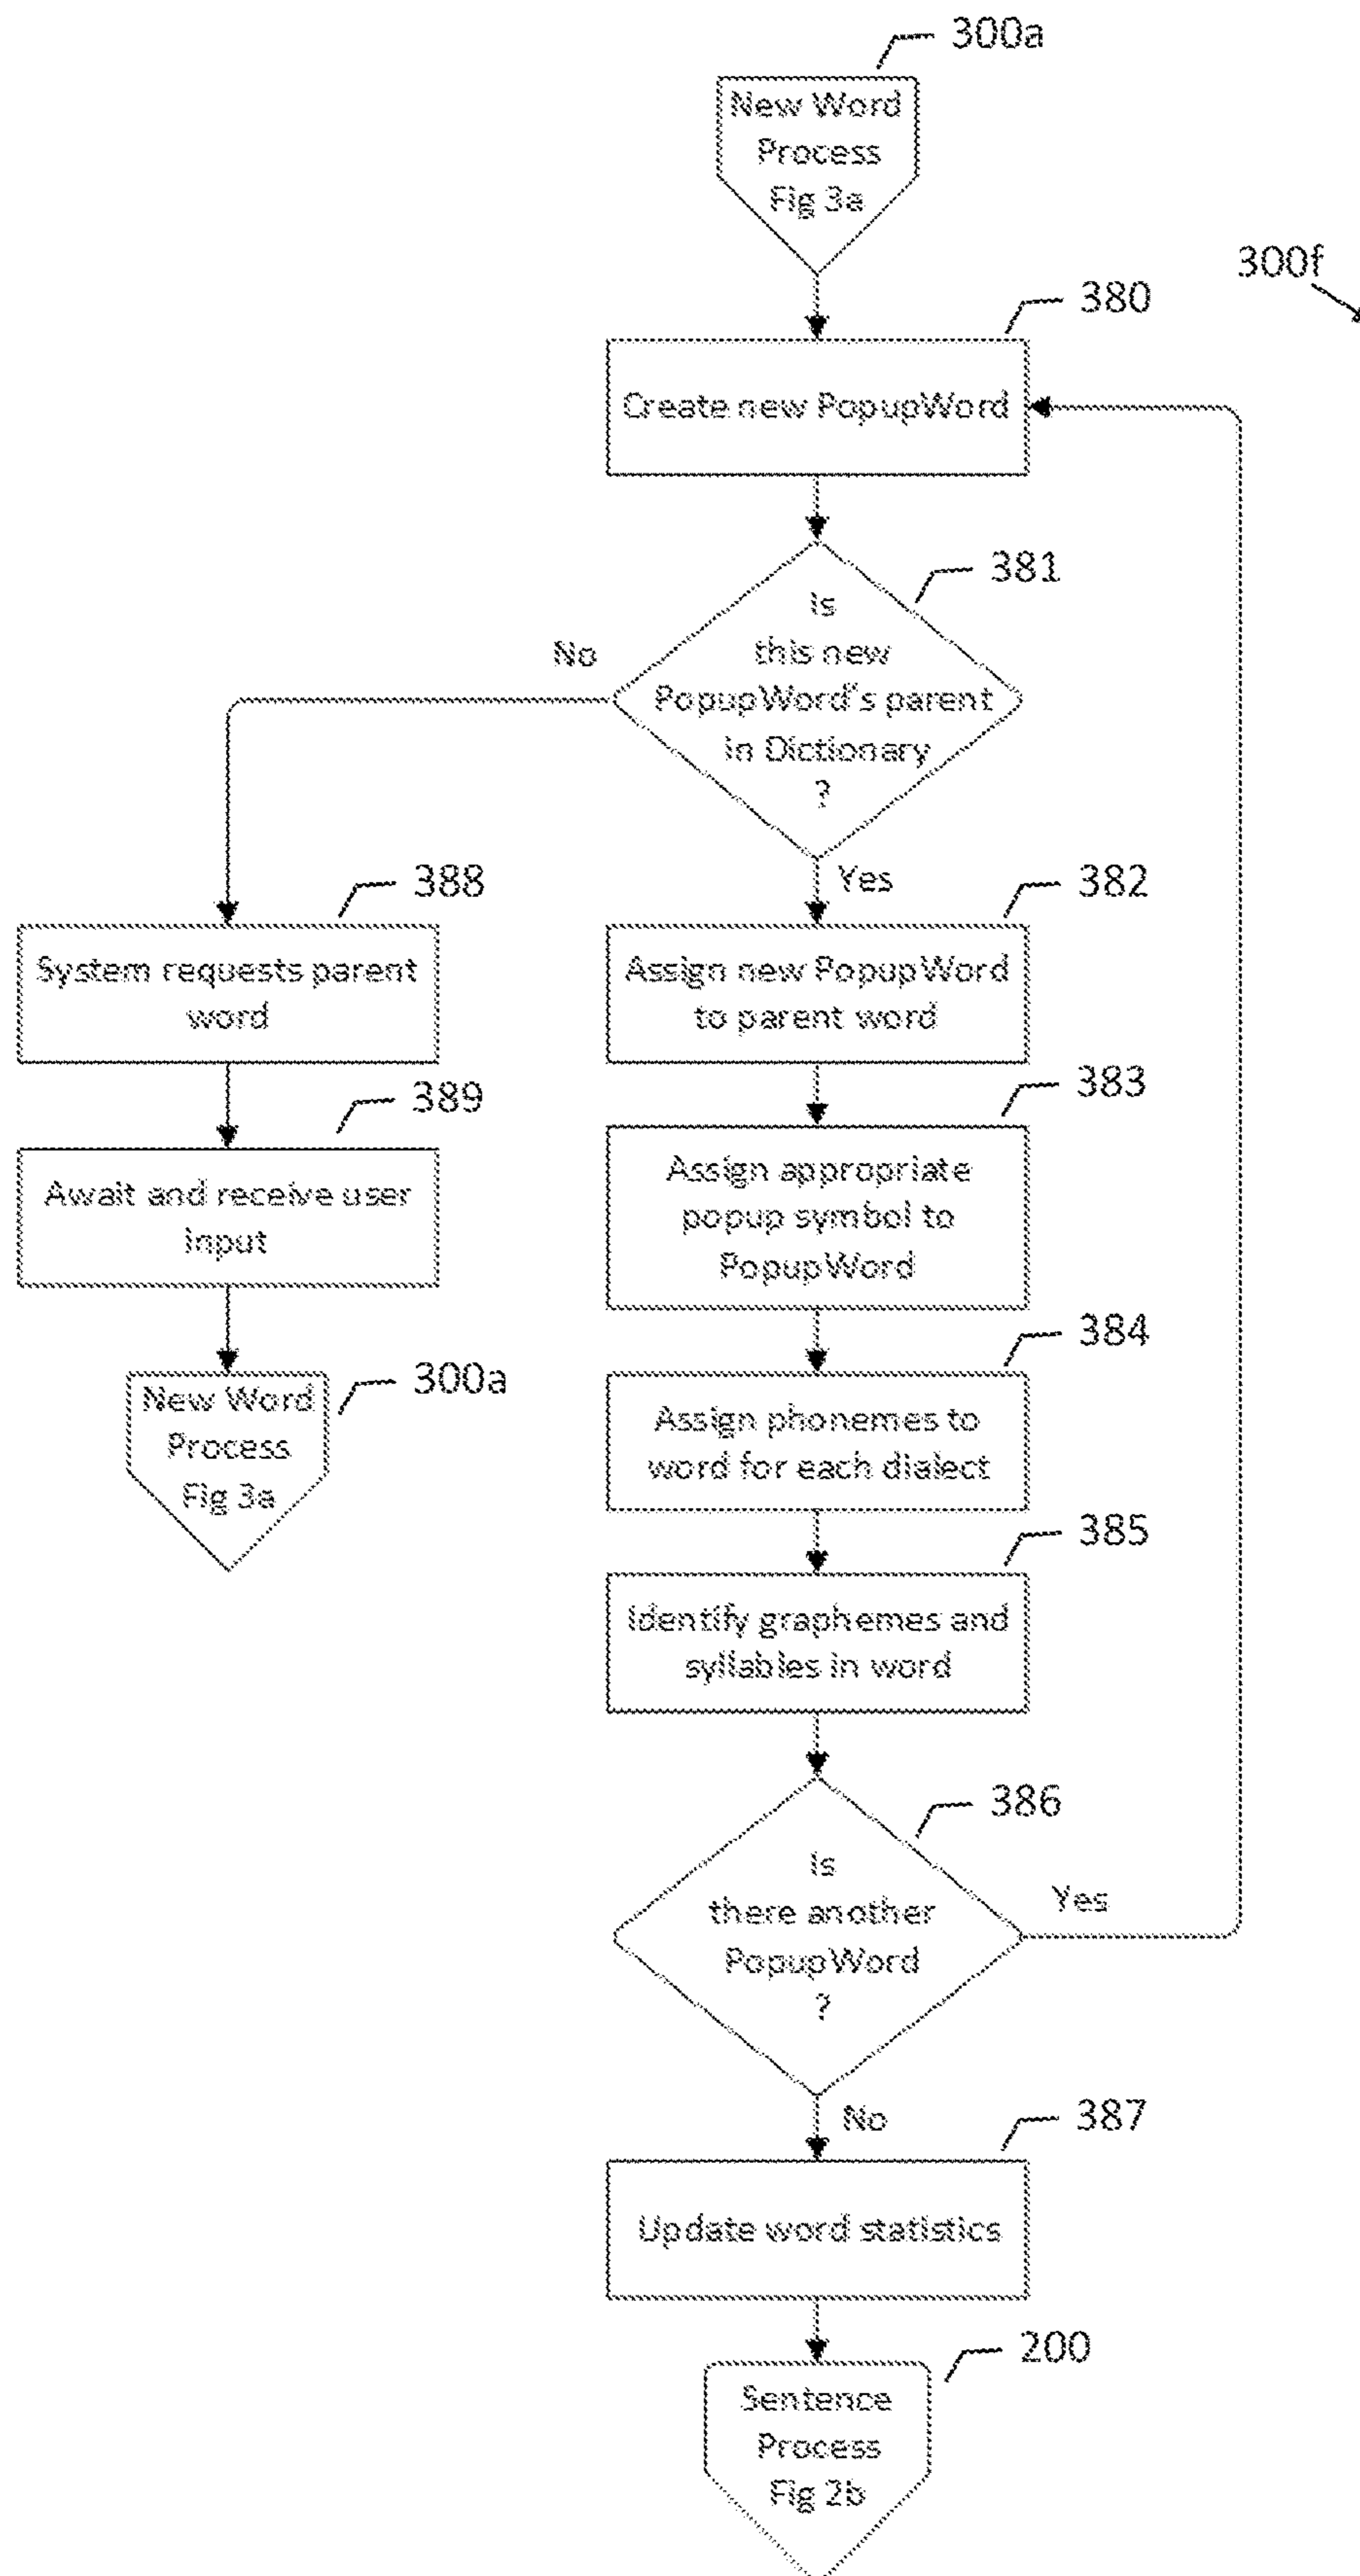 300a
New Word
Process
Fig 3a
300f
380
Create new PopupWord
381
Is
this new
PopupWord's parent
in Dictionary
?
No
Yes
388
System requests parent
word
389
Await and receive user
input
300a
New Word
Process
Fig 3a
382
Assign new PopupWord
to parent word
383
Assign appropriate
popup symbol to
PopupWord
384
Assign phonemes to
word for each dialect
385
Identify graphemes and
syllables in word
386
Is
there another
PopupWord
?
Yes
No
387
Update word statistics
200
Sentence
Process
Fig 2b